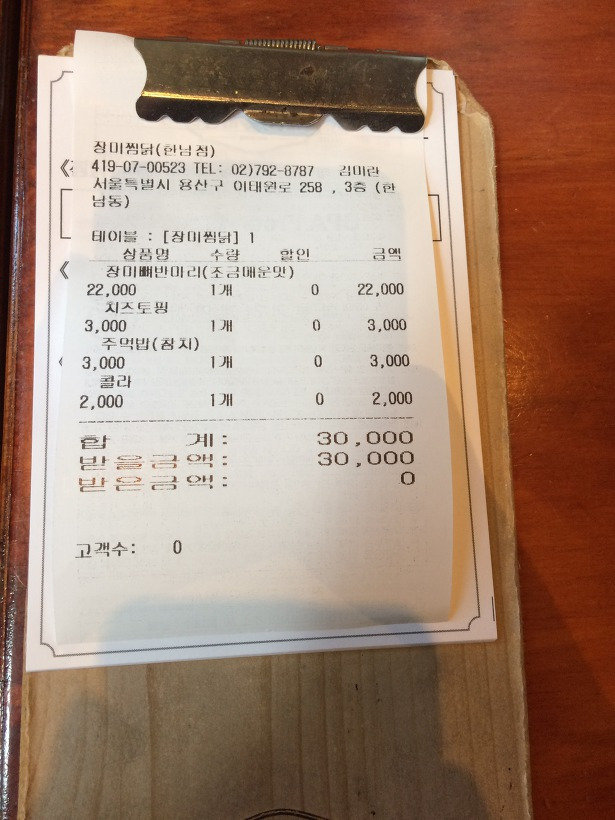 장미찜닭(한남점)
419-07-00523 TEL: 02)792-8787 김미란
서울특별시 용산구 이태원로 258 , 3층 (한
남동)
테이블 : [장미찜닭] 1
상품명 수량 할인 금액
장미뼈반마리(조금매운맛)
22,000 1개 0 22,000
치즈토핑
3,000 1개 0 3,000
주먹밥(참치)
3,000 1개 0 3,000
콜라
2,000 1개 0 2,000
합 계: 30,000
받을금액: 30,000
받은금액: 0
고객수: 0